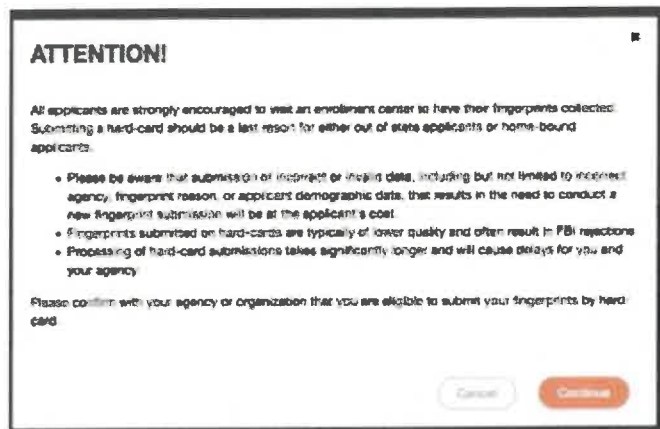 ATTENTION!
All applicants are strongly encouraged to visit an enrollment center to have their fingerprints collected.
Submitting a hard-card should be a last resort for either out of state applicants or home-bound
applicants.
• Please be aware that submission of incorrect or invalid data, including but not limited to incorrect
agency, fingerprint reason, or applicant demographic data, that results in the need to conduct a
new fingerprint submission will be at the applicant's cost
• Fingerprints submitted on hard-cards are typically of lower quality and often result in FBI rejections
• Processing of hard-card submissions takes significantly longer and will cause delays for you and
your agency
Please confirm with your agency or organization that you are eligible to submit your fingerprints by hard
card
Cancel Continue